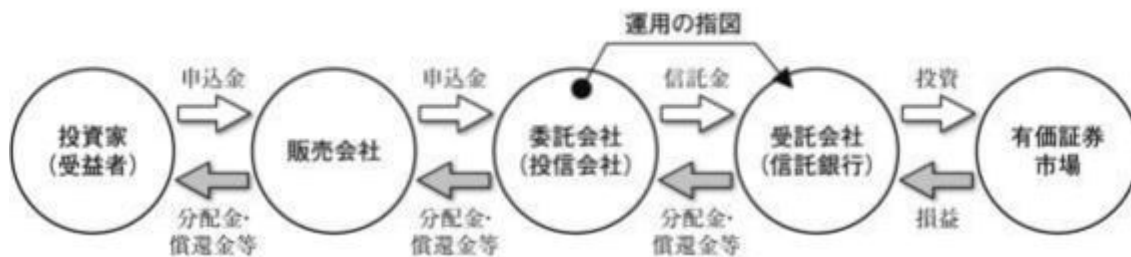 運用の指図
申込金
申込金
信託金
投資
投資家
(受益者)
販売会社
委託会社
(投信会社)
受託会社
(信託銀行)
有価証券
市場
分配金・
償還金等
分配金・
償還金等
分配金・
償還金等
損益